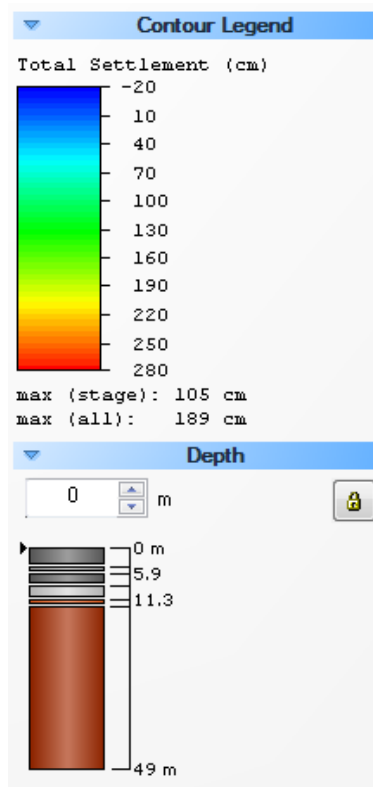 Contour Legend
Total Settlement (cm)
-20
10
40
70
100
130
160
190
220
250
280
max (stage): 105 cm
max (all): 189 cm
Depth
0 m
0 m
5.9
11.3
49 m